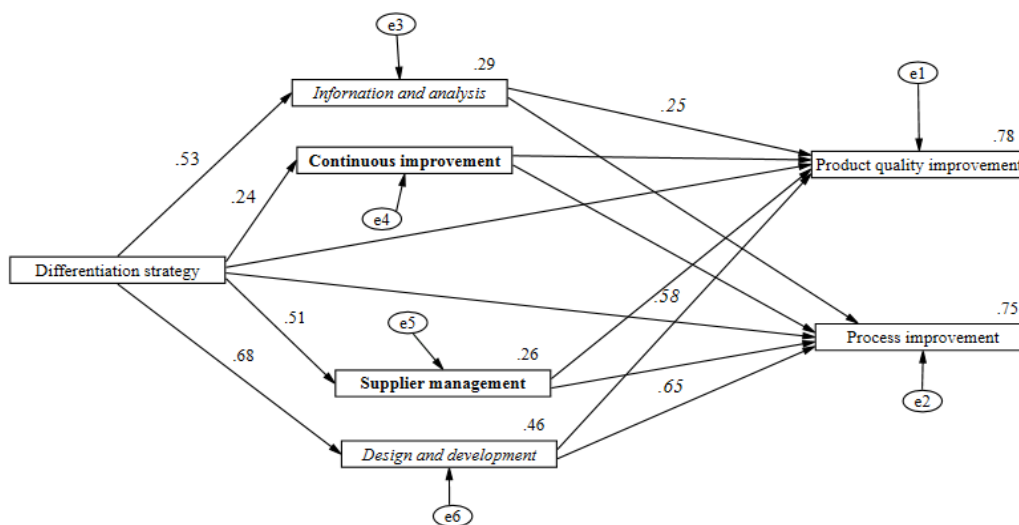 e3
.29
Infornation and analysis
e1
.25
.78
.53
Continuous improvement
Product quality improvement
.24
e4
Differentiation strategy
.58
.51
e5
.75
.68
.26
Process improvement
Supplier management
.65
e2
.46
Design and development
e6